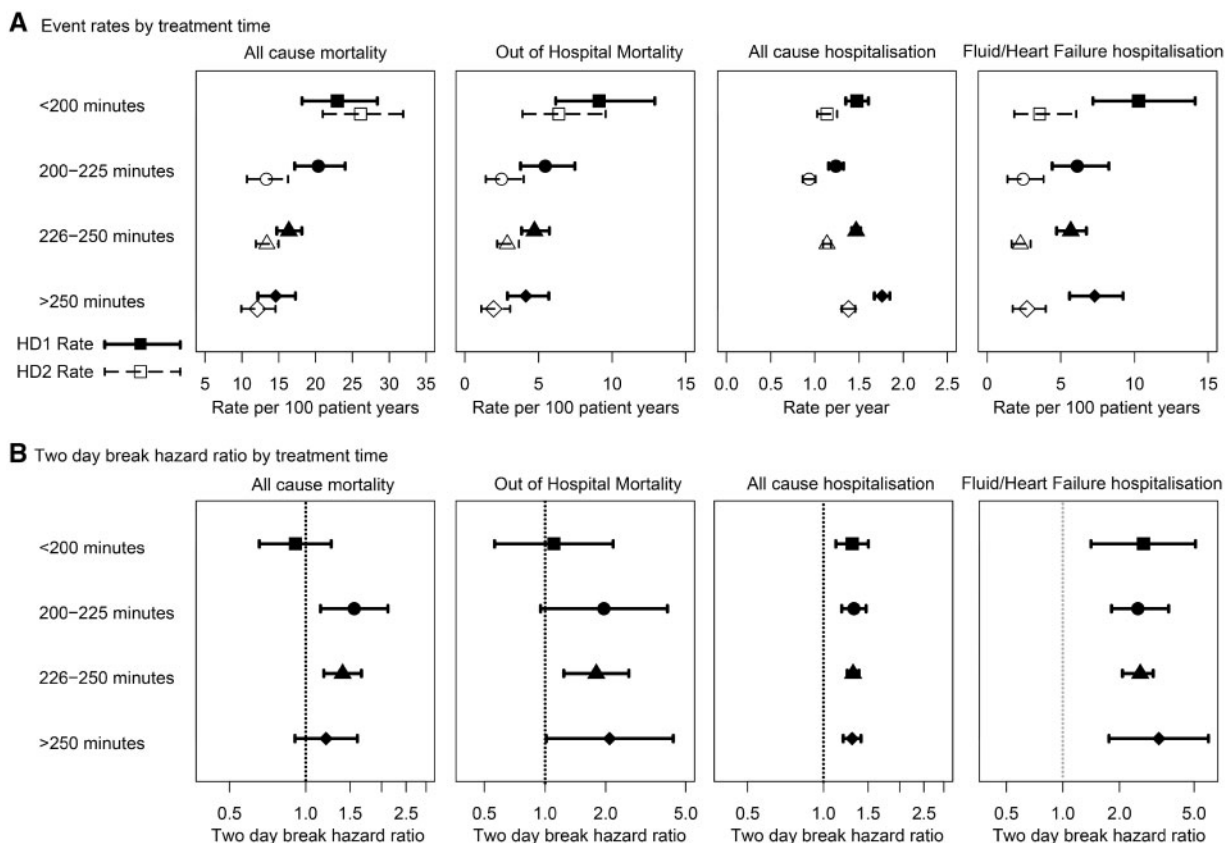 A Event rates by treatment time
All cause mortality Out of Hospital Mortality All cause hospitalisation Fluid/Heart Failure hospitalisation
<200 minutes
200−225 minutes
226−250 minutes
>250 minutes
HD1 Rate
HD2 Rate
5 10 15 20 25 30 35 0 5 10 15 0.0 0.5 1.0 1.5 2.0 2.5 0 5 10 15
Rate per 100 patient years Rate per 100 patient years Rate per year Rate per 100 patient years
B Two day break hazard ratio by treatment time
All cause mortality Out of Hospital Mortality All cause hospitalisation Fluid/Heart Failure hospitalisation
<200 minutes
200−225 minutes
226−250 minutes
>250 minutes
0.5 1.0 1.5 2.5 0.5 1.0 2.0 5.0 0.5 1.0 1.5 2.5 0.5 1.0 2.0 5.0
Two day break hazard ratio Two day break hazard ratio Two day break hazard ratio Two day break hazard ratio